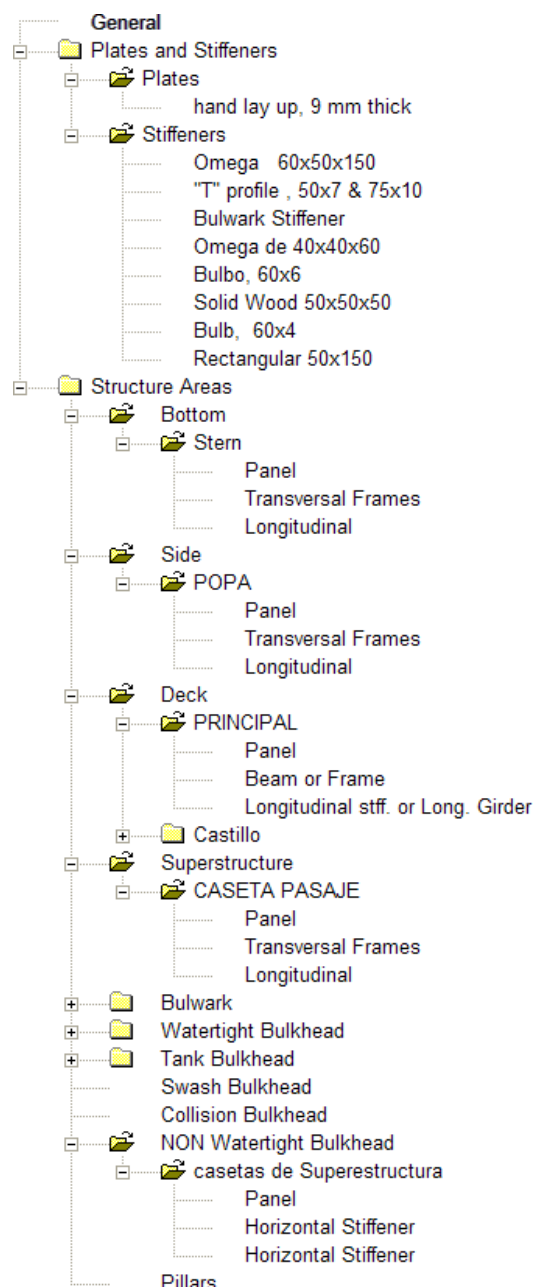 General
Plates and Stiffeners
Plates
hand lay up, 9 mm thick
Stiffeners
Omega 60x50x150
"T" profile , 50x7 & 75x10
Bulwark Stiffener
Omega de 40x40x60
Bulbo, 60x6
Solid Wood 50x50x50
Bulb, 60x4
Rectangular 50x150
Structure Areas
Bottom
Stern
Panel
Transversal Frames
Longitudinal
Side
POPA
Panel
Transversal Frames
Longitudinal
Deck
PRINCIPAL
Panel
Beam or Frame
Longitudinal stff. or Long. Girder
Castillo
Superstructure
CASETA PASAJE
Panel
Transversal Frames
Longitudinal
Bulwark
Watertight Bulkhead
Tank Bulkhead
Swash Bulkhead
Collision Bulkhead
NON Watertight Bulkhead
casetas de Superestructura
Panel
Horizontal Stiffener
Horizontal Stiffener
Pillars